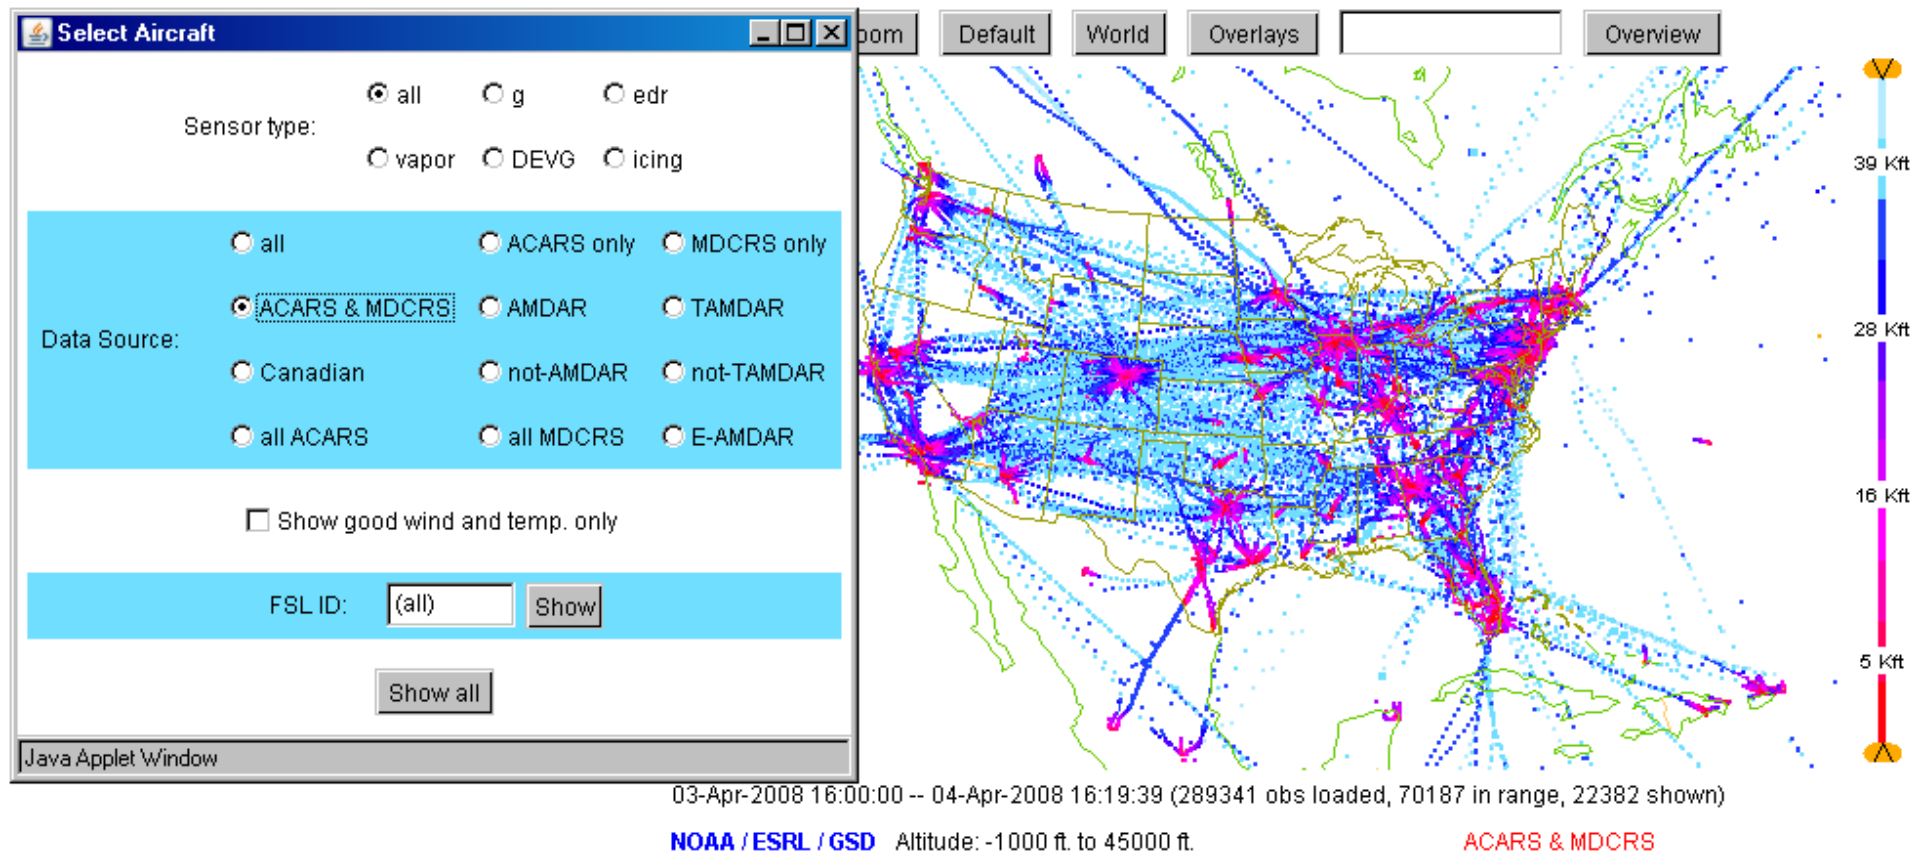 Select Aircraft
oom Default World Overlays Overview
Sensor type:
all g edr
vapor DEVG icing
Data Source:
all ACARS only MDCRS only
ACARS & MDCRS AMDAR TAMDAR
Canadian not-AMDAR not-TAMDAR
all ACARS all MDCRS E-AMDAR
Show good wind and temp. only
FSL ID: (all) Show
Show all
Java Applet Window
39 Kft
28 Kft
16 Kft
5 Kft
03-Apr-2008 16:00:00 -- 04-Apr-2008 16:19:39 (289341 obs loaded, 70187 in range, 22382 shown)
NOAA / ESRL / GSD Altitude: -1000 ft. to 45000 ft. ACARS & MDCRS